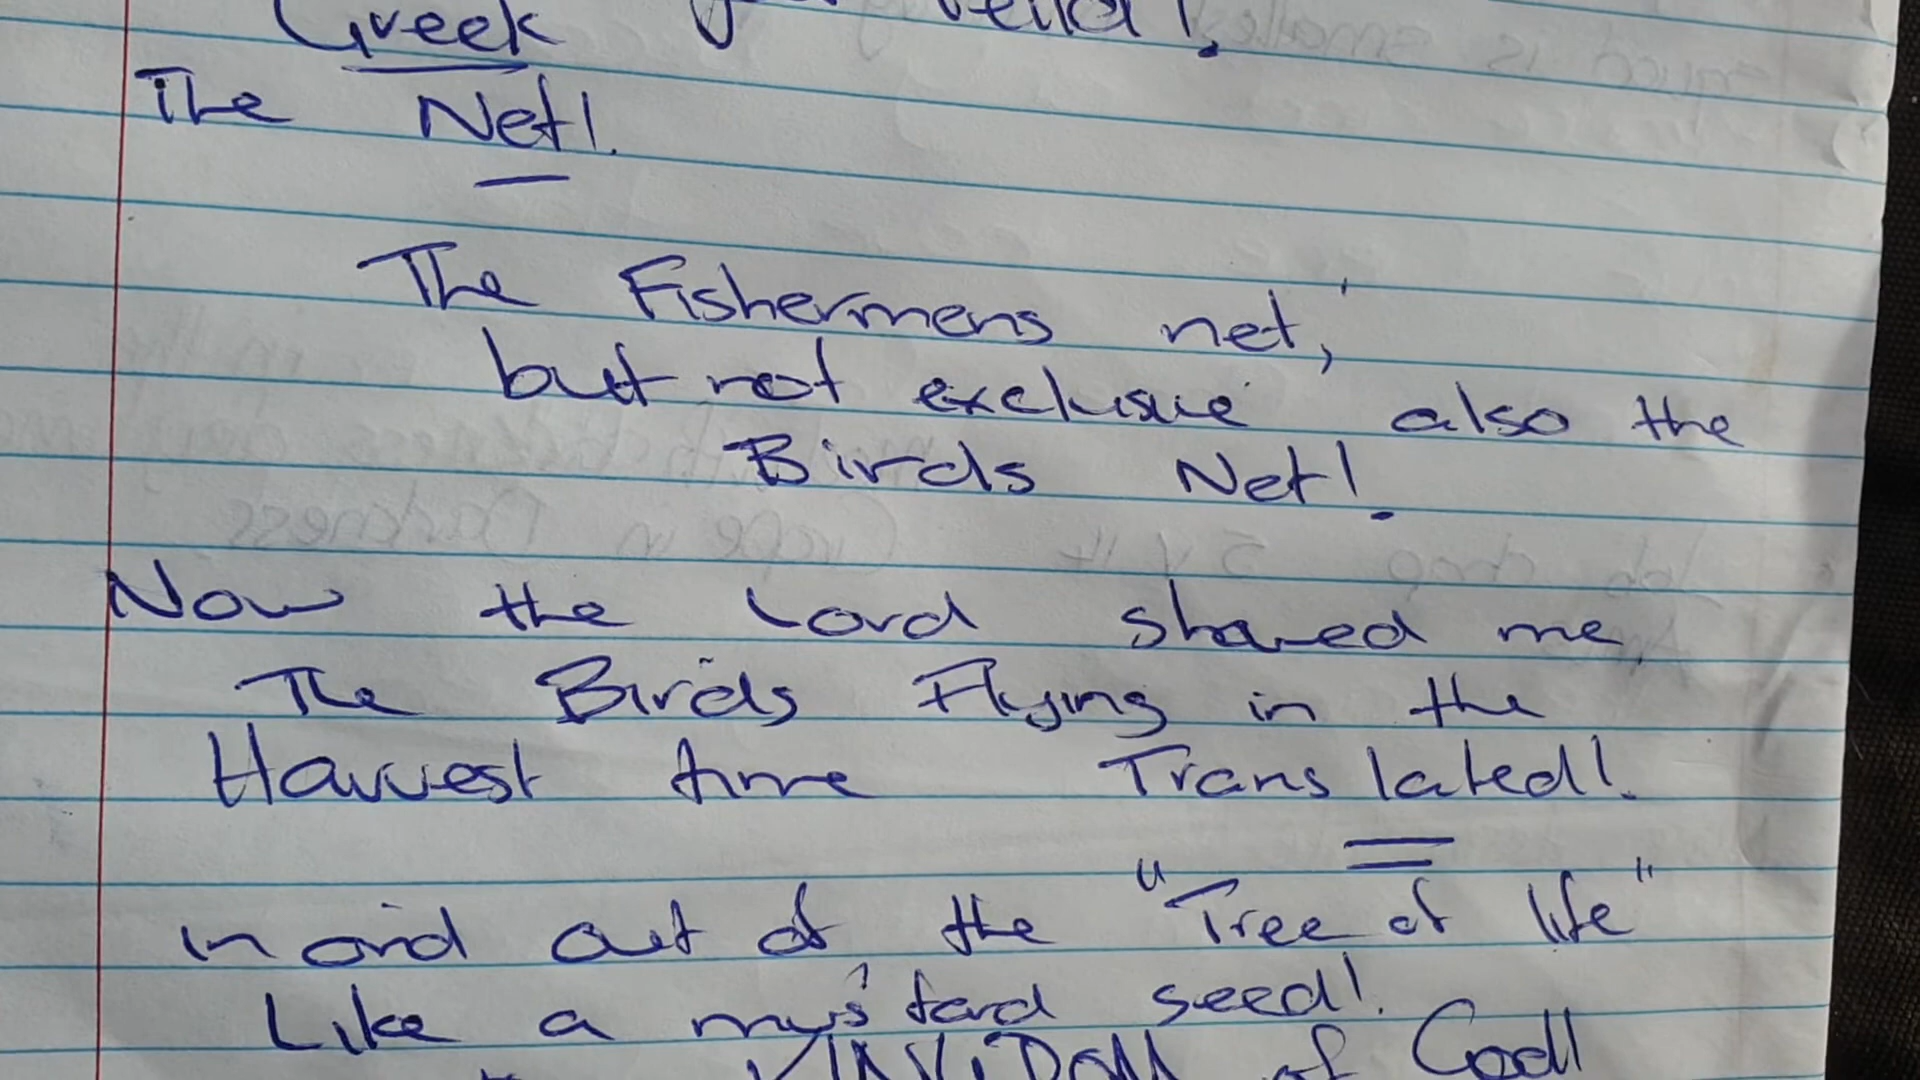 Greek
The Net!
The Fishermens net,
but not exclusive also the
Birds Net!
Now the Lord shared me,
The Birds Flying in the
Harvest time Translated!
in and out of the "Tree of life"
Like a mustard seed!
KINGDOM of God!